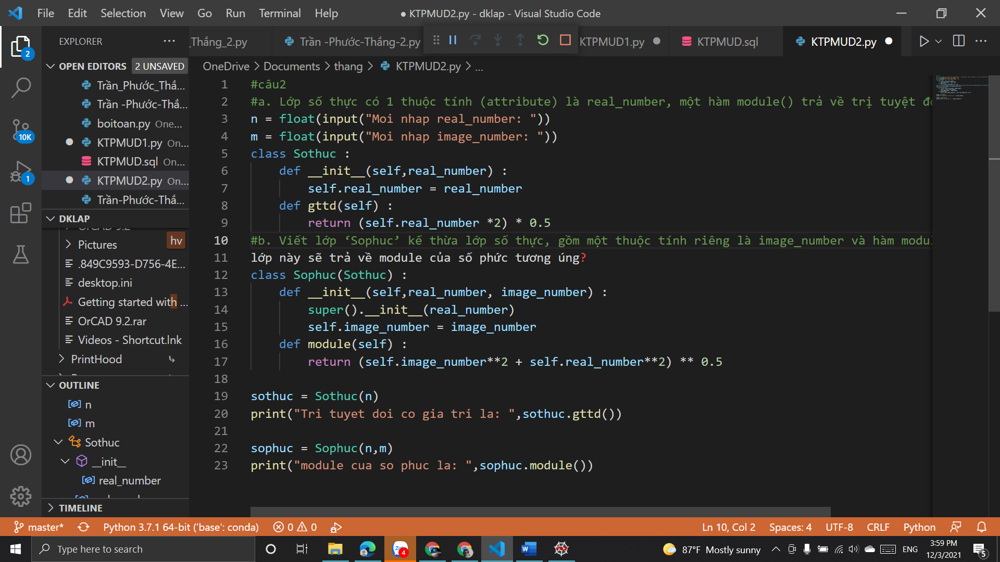 File Edit Selection View Go Run Terminal Help
● KTPMUD2.py - dklap - Visual Studio Code
EXPLORER
_Thắng_2.py
Trần -Phước-Thắng-2.py
KTPMUD1.py
KTPMUD.sql
KTPMUD2.py
OneDrive > Documents > thang > KTPMUD2.py > ...
2
10K
1
OPEN EDITORS 2 UNSAVED
Trần_Phước_Thắ...
Trần -Phước-Thắ...
boitoan.py One...
KTPMUD1.py On...
KTPMUD.sql On...
KTPMUD2.py On...
Trần-Phước-Thắ...
DKLAP
OrCAD 9.2
Pictures
hv
.849C9593-D756-4E...
desktop.ini
Getting started with ...
OrCAD 9.2.rar
Videos - Shortcut.lnk
PrintHood
OUTLINE
n
m
Sothuc
__init__
real_number
TIMELINE
1 #câu2
2 #a. Lớp số thực có 1 thuộc tính (attribute) là real_number, một hàm module() trả về trị tuyệt đố
3 n = float(input("Moi nhap real_number: "))
4 m = float(input("Moi nhap image_number: "))
5 class Sothuc :
6 def __init__(self,real_number) :
7 self.real_number = real_number
8 def gttd(self) :
9 return (self.real_number *2) * 0.5
10 #b. Viết lớp ‘Sophuc’ kế thừa lớp số thực, gồm một thuộc tính riêng là image_number và hàm modul
11 lớp này sẽ trả về module của số phức tương úng?
12 class Sophuc(Sothuc) :
13 def __init__(self,real_number, image_number) :
14 super().__init__(real_number)
15 self.image_number = image_number
16 def module(self) :
17 return (self.image_number**2 + self.real_number**2) ** 0.5
18
19 sothuc = Sothuc(n)
20 print("Tri tuyet doi co gia tri la: ",sothuc.gttd())
21
22 sophuc = Sophuc(n,m)
23 print("module cua so phuc la: ",sophuc.module())
master* Python 3.7.1 64-bit ('base': conda) 0 0 Ln 10, Col 2 Spaces: 4 UTF-8 CRLF Python
Type here to search
Zalo
4
87°F Mostly sunny
ENG
3:59 PM
12/3/2021
5